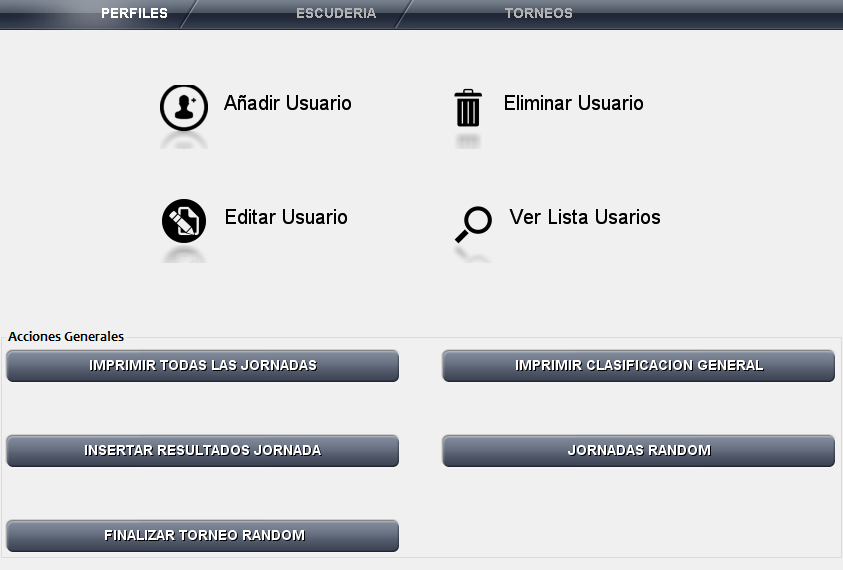 PERFILES
ESCUDERIA
TORNEOS
Añadir Usuario
Eliminar Usuario
Editar Usuario
Ver Lista Usarios
Acciones Generales
IMPRIMIR TODAS LAS JORNADAS
IMPRIMIR CLASIFICACION GENERAL
INSERTAR RESULTADOS JORNADA
JORNADAS RANDOM
FINALIZAR TORNEO RANDOM